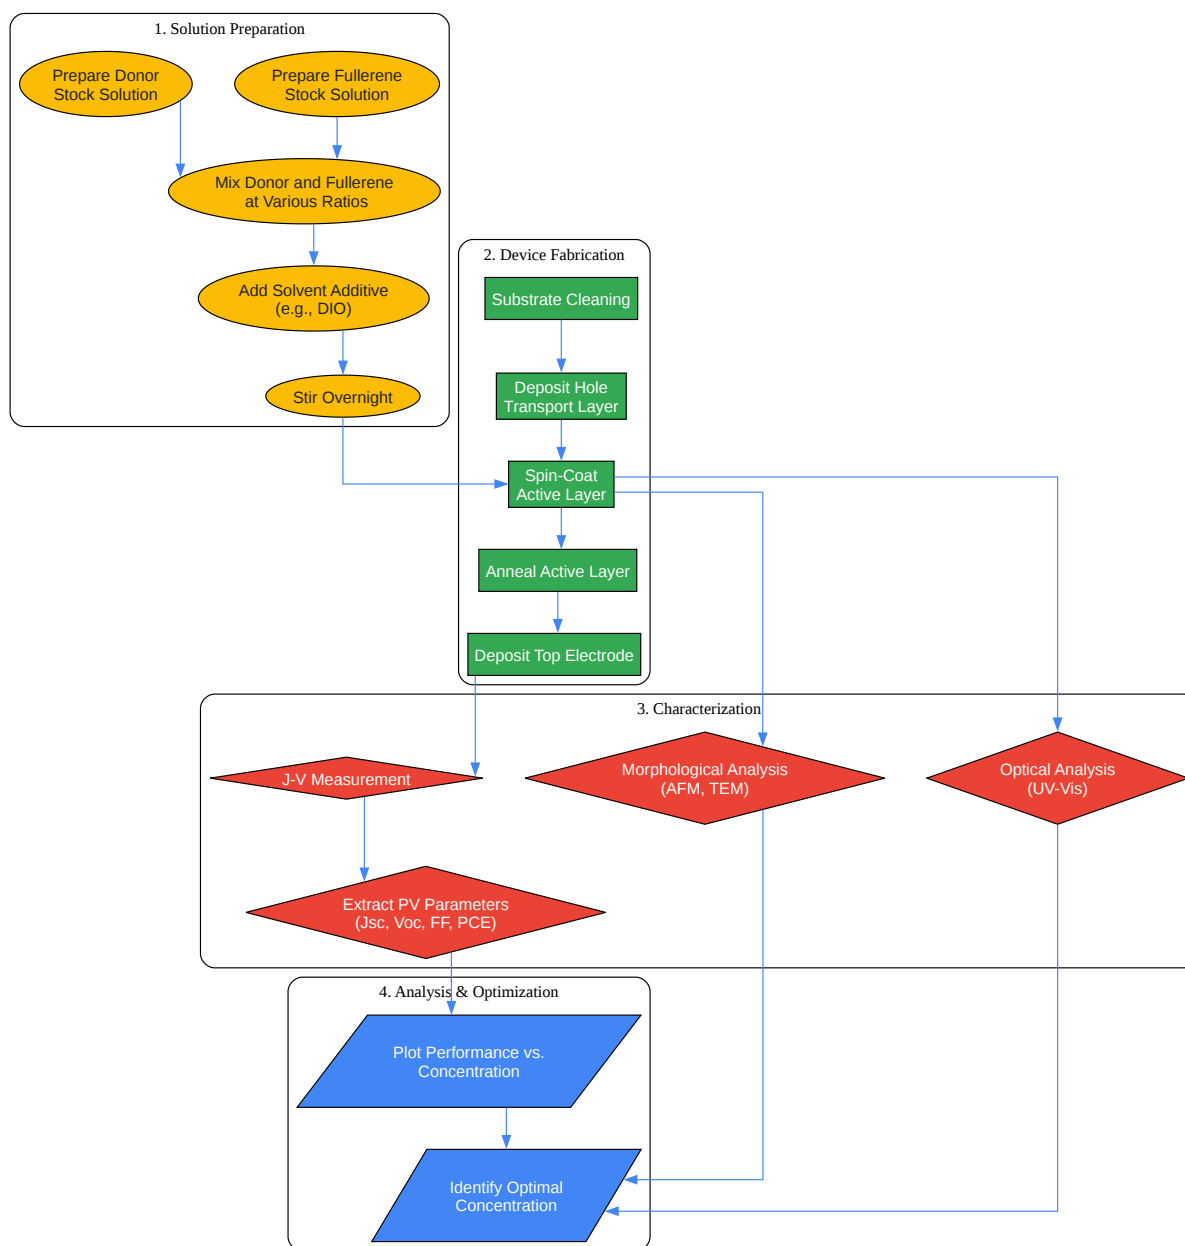 1. Solution Preparation
Prepare Donor
Stock Solution
Prepare Fullerene
Stock Solution
Mix Donor and Fullerene
at Various Ratios
Add Solvent Additive
(e.g., DIO)
Stir Overnight
2. Device Fabrication
Substrate Cleaning
Deposit Hole
Transport Layer
Spin-Coat
Active Layer
Anneal Active Layer
Deposit Top Electrode
3. Characterization
J-V Measurement
Morphological Analysis
(AFM, TEM)
Optical Analysis
(UV-Vis)
Extract PV Parameters
(Jsc, Voc, FF, PCE)
4. Analysis & Optimization
Plot Performance vs.
Concentration
Identify Optimal
Concentration